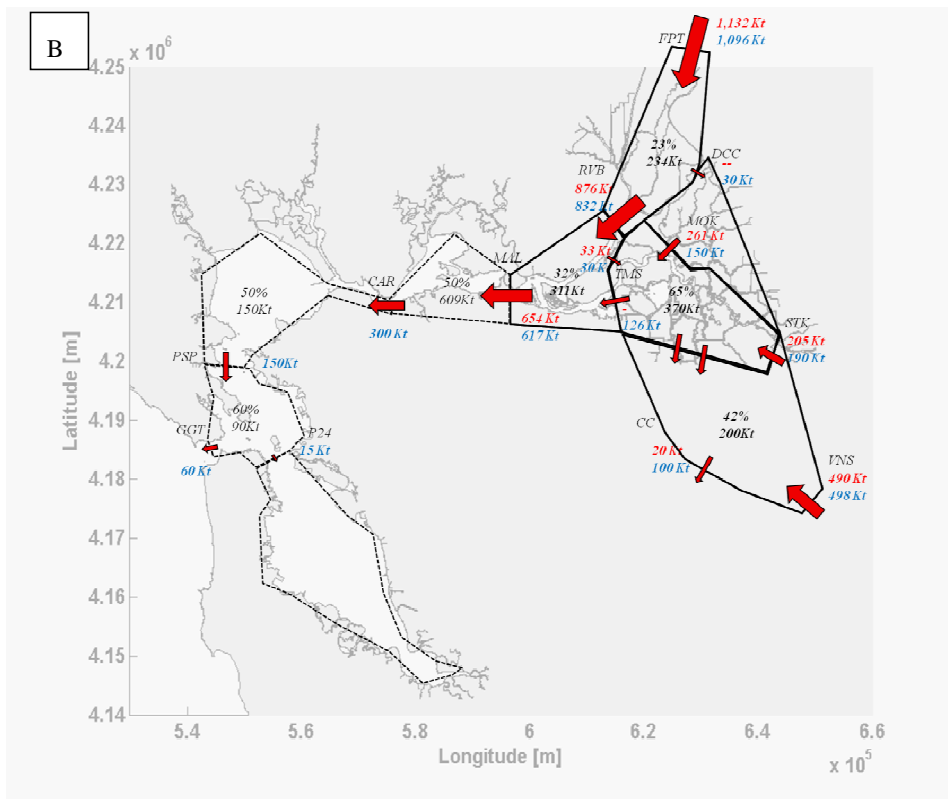 B
x 10^6
4.25
4.24
4.23
4.22
4.21
4.2
4.19
4.18
4.17
4.16
4.15
4.14
Latitude [m]
5.4
5.6
5.8
6
6.2
6.4
6.6
Longitude [m]
x 10^5
1,132 Kt
1,096 Kt
FPT
23%
234Kt
DCC
--
30 Kt
RVB
876 Kt
832 Kt
MOK
261 Kt
150 Kt
33 Kt
30 Kt
TMS
-
126 Kt
65%
370Kt
MAL
32%
311Kt
654 Kt
617 Kt
STK
205 Kt
190 Kt
CAR
300 Kt
50%
609Kt
50%
150Kt
PSP
150Kt
60%
90Kt
GGT
60 Kt
P24
15 Kt
CC
20 Kt
100 Kt
42%
200Kt
VNS
490 Kt
498 Kt